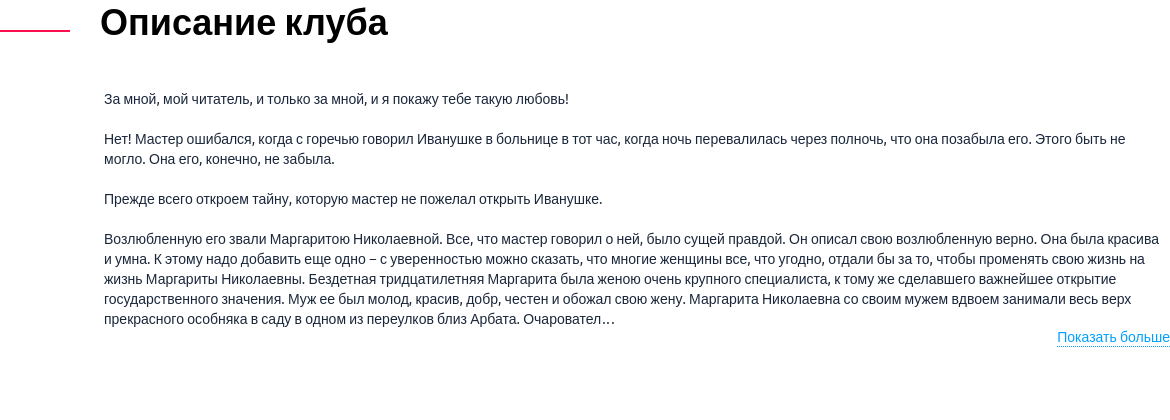 Описание клуба
За мной, мой читатель, и только за мной, и я покажу тебе такую любовь!
Нет! Мастер ошибался, когда с горечью говорил Иванушке в больнице в тот час, когда ночь перевалилась через полночь, что она позабыла его. Этого быть не
могло. Она его, конечно, не забыла.
Прежде всего откроем тайну, которую мастер не пожелал открыть Иванушке.
Возлюбленную его звали Маргаритою Николаевной. Все, что мастер говорил о ней, было сущей правдой. Он описал свою возлюбленную верно. Она была красива
и умна. К этому надо добавить еще одно – с уверенностью можно сказать, что многие женщины все, что угодно, отдали бы за то, чтобы променять свою жизнь на
жизнь Маргариты Николаевны. Бездетная тридцатилетняя Маргарита была женою очень крупного специалиста, к тому же сделавшего важнейшее открытие
государственного значения. Муж ее был молод, красив, добр, честен и обожал свою жену. Маргарита Николаевна со своим мужем вдвоем занимали весь верх
прекрасного особняка в саду в одном из переулков близ Арбата. Очаровател…
Показать больше